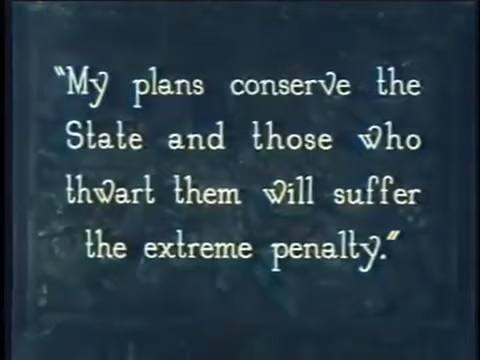 "My plans conserve the
State and those who
thwart them will suffer
the extreme penalty."